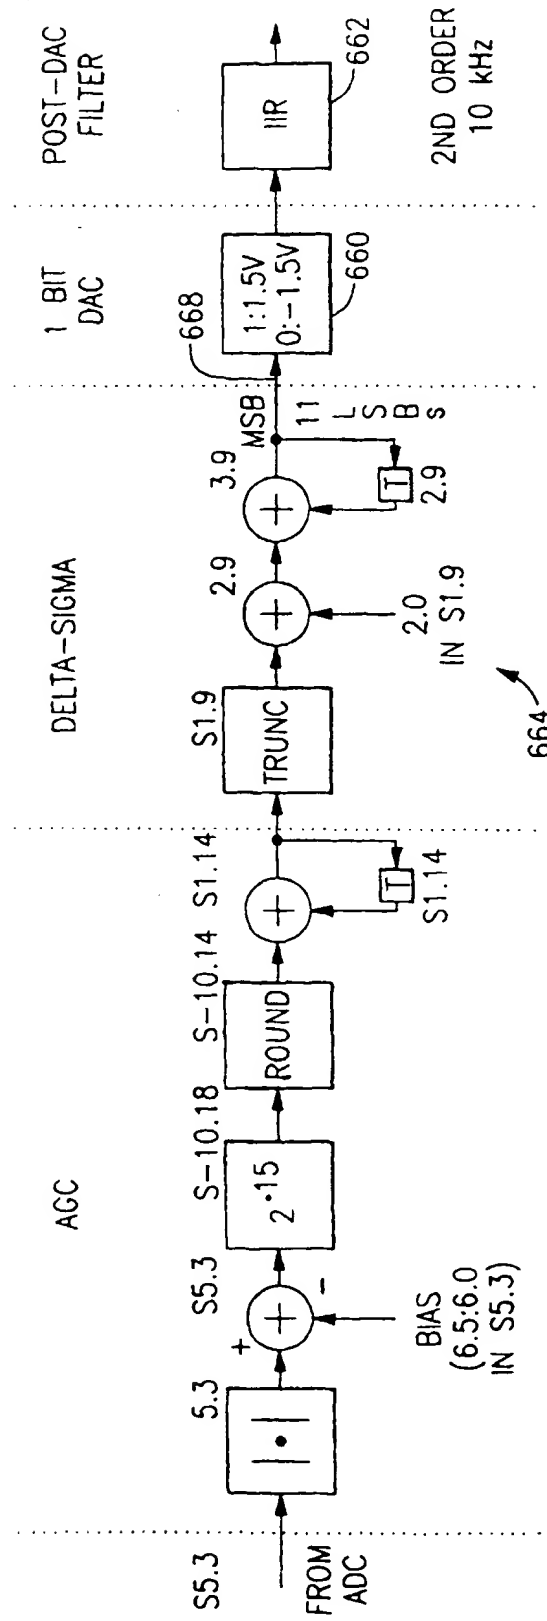 AGC
DELTA-SIGMA
1 BIT
DAC
POST-DAC
FILTER
S5.3
FROM
ADC
5.3
|•|
+
+
-
BIAS
(6.5:6.0
IN S5.3)
S5.3
2•15
S-10.18
ROUND
S-10.14
+
S1.14
T
S1.14
TRUNC
S1.9
+
2.9
2.0
IN S1.9
+
3.9
T
2.9
MSB
11
L
S
B
s
668
664
1:1.5V
0:-1.5V
660
IIR
662
2ND ORDER
10 kHz